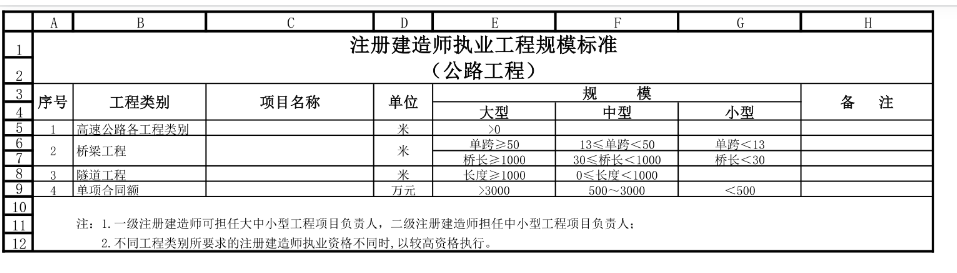 A B C D E F G H
1 注册建造师执业工程规模标准
2 （公路工程）
3 序号 工程类别 项目名称 单位 规 模 备 注
4 大型 中型 小型
5 1 高速公路各工程类别 米 >0
6 2 桥梁工程 米 单跨≥50 13≤单跨<50 单跨<13
7 桥长≥1000 30≤桥长<1000 桥长<30
8 3 隧道工程 米 长度≥1000 0≤长度<1000
9 4 单项合同额 万元 >3000 500～3000 <500
10
11 注：1.一级注册建造师可担任大中小型工程项目负责人，二级注册建造师担任中小型工程项目负责人；
12 2.不同工程类别所要求的注册建造师执业资格不同时,以较高资格执行。